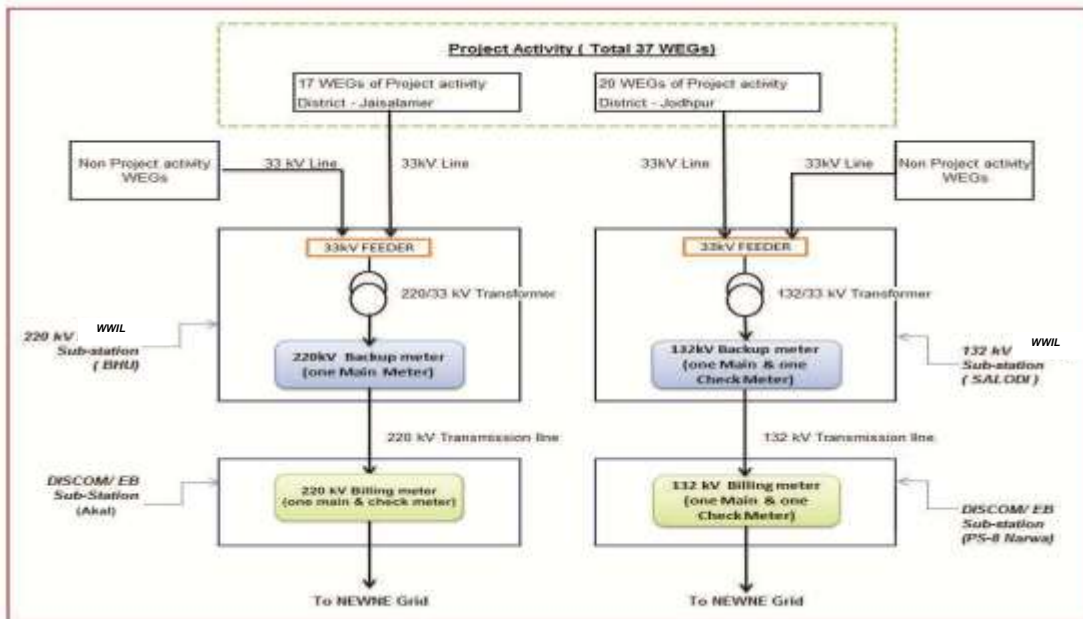 Project Activity ( Total 37 WEGs)
17 WEGs of Project activity
District - Jaisalamer
20 WEGs of Project activity
District - Jodhpur
Non Project activity
WEGs
33 kV Line
33kV Line
33kV Line
33kV Line
Non Project activity
WEGs
33kV FEEDER
33kV FEEDER
220/33 kV Transformer
132/33 kV Transformer
220 kV WWIL
Sub-station
( BHU)
220kV Backup meter
(one Main Meter)
132kV Backup meter
(one Main & one
Check Meter)
WWIL
132 kV
Sub-station
( SALODI )
220 kV Transmission line
132 kV Transmission line
DISCOM/ EB
Sub-Station
(Akal)
220 kV Billing meter
(one main & check meter)
132 kV Billing meter
(one Main & one
Check Meter)
DISCOM/ EB
Sub-station
(PS-8 Narwa)
To NEWNE Grid
To NEWNE Grid